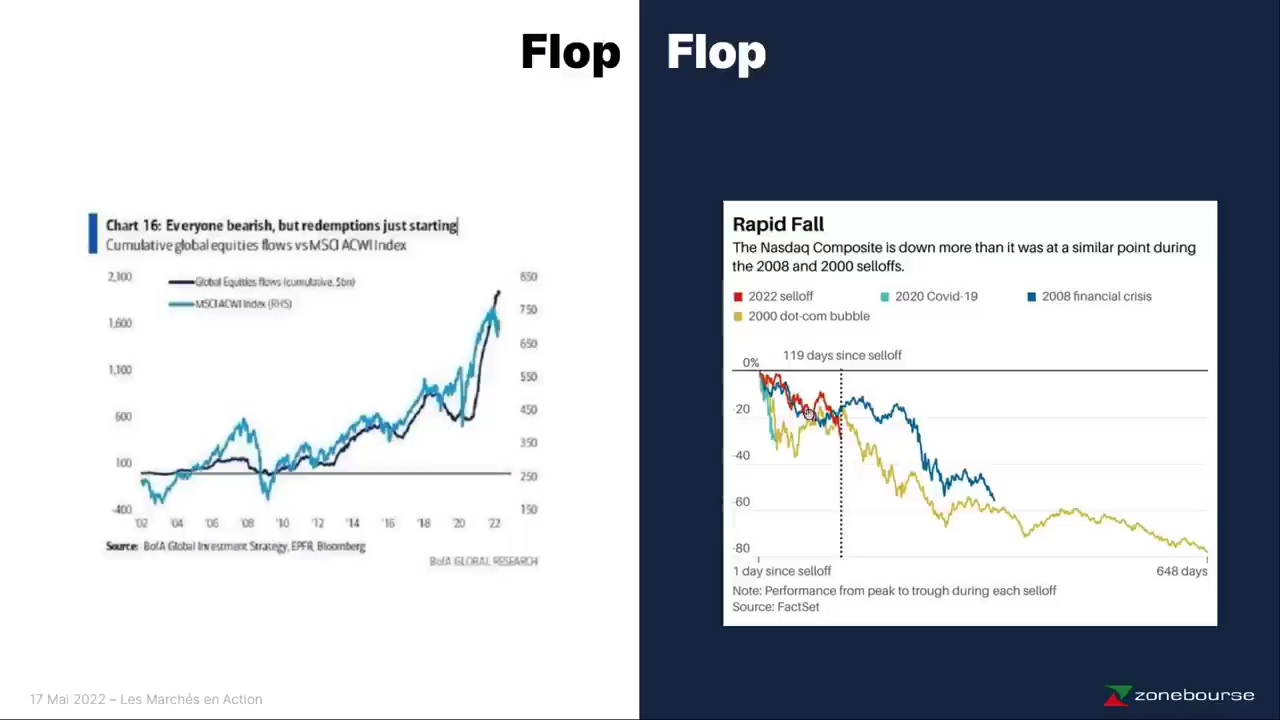 Flop
Flop
Chart 16: Everyone bearish, but redemptions just starting
Cumulative global equities flows vs MSCI ACWI Index
2,300
1,600
1,100
600
100
-400
Global Equities flows (cumulative, $bn)
MSCI ACWI Index (RHS)
850
750
650
550
450
350
250
150
'02 '04 '06 '08 '10 '12 '14 '16 '18 '20 '22
Source: BofA Global Investment Strategy, EPFR, Bloomberg
BofA GLOBAL RESEARCH
Rapid Fall
The Nasdaq Composite is down more than it was at a similar point during
the 2008 and 2000 selloffs.
2022 selloff 2020 Covid-19 2008 financial crisis
2000 dot-com bubble
119 days since selloff
0%
-20
-40
-60
-80
1 day since selloff 648 days
Note: Performance from peak to trough during each selloff
Source: FactSet
17 Mai 2022 – Les Marchés en Action
zonebourse